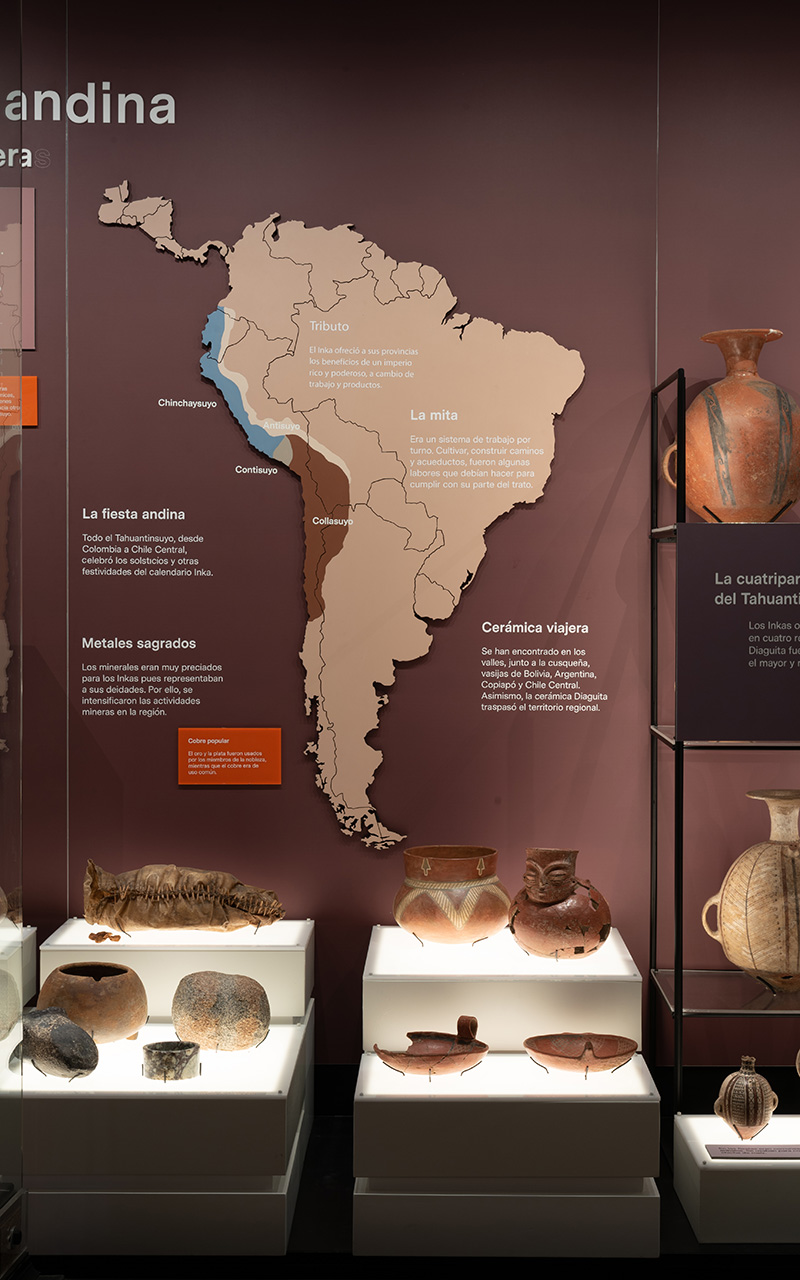 andina
eras
Tributo
El Inka ofreció a sus provincias
los beneficios de un imperio
rico y poderoso, a cambio de
trabajo y productos.
Chinchaysuyo
La mita
Antisuyo
Era un sistema de trabajo por
turno. Cultivar, construir caminos
y acueductos, fueron algunas
labores que debían hacer para
cumplir con su parte del trato.
Contisuyo
Collasuyo
La fiesta andina
Todo el Tahuantinsuyo, desde
Colombia a Chile Central,
celebró los solsticios y otras
festividades del calendario Inka.
Metales sagrados
Los minerales eran muy preciados
para los Inkas pues representaban
a sus deidades. Por ello, se
intensificaron las actividades
mineras en la región.
Cobre popular
El oro y la plata fueron usados
por los miembros de la nobleza,
mientras que el cobre era de
uso común.
Cerámica viajera
Se han encontrado en los
valles, junto a la cusqueña,
vasijas de Bolivia, Argentina,
Copiapó y Chile Central.
Asimismo, la cerámica Diaguita
traspasó el territorio regional.
La cuatripar
del Tahuanti
Los Inkas o
en cuatro r
Diaguita fu
el mayor y